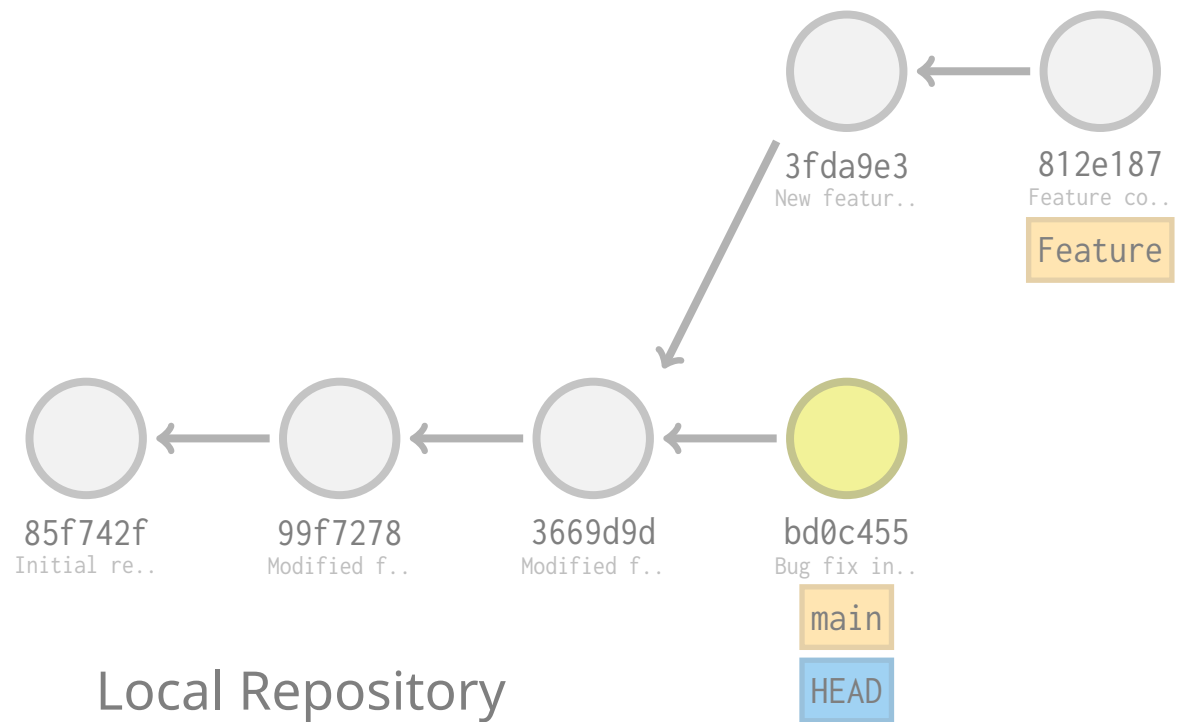 3fda9e3
New featur..
812e187
Feature co..
Feature
85f742f
Initial re..
99f7278
Modified f..
3669d9d
Modified f..
bd0c455
Bug fix in..
main
HEAD
Local Repository